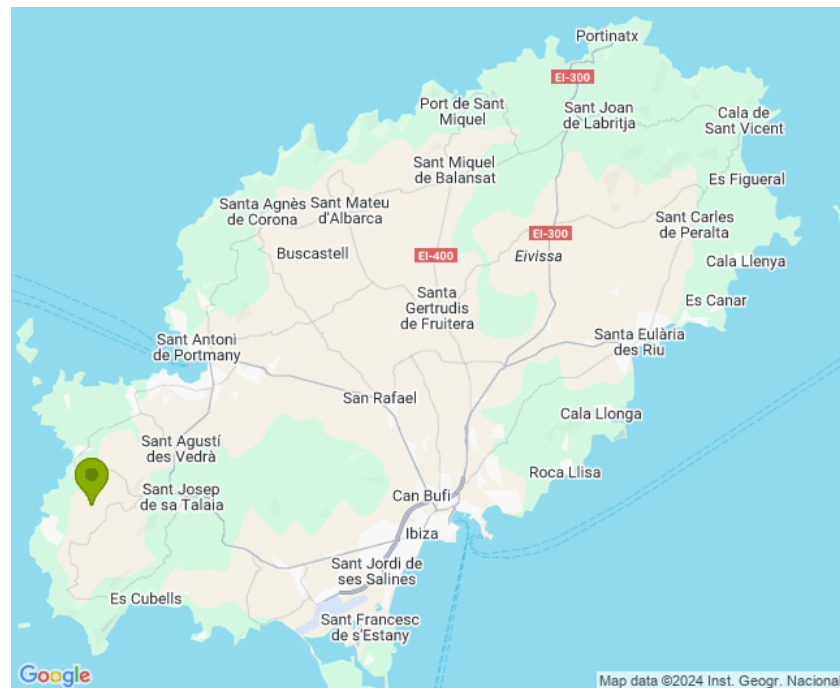 Portinatx
EI-300
Port de Sant
Miquel
Sant Joan
de Labritja
Cala de
Sant Vicent
Sant Miquel
de Balansat
Es Figueral
Santa Agnès
de Corona
Sant Mateu
d'Albarca
Sant Carles
de Peralta
EI-300
Buscastell
EI-400
Eivissa
Cala Llenya
Santa
Gertrudis
de Fruitera
Es Canar
Sant Antoni
de Portmany
Santa Eulària
des Riu
San Rafael
Cala Llonga
Sant Agustí
des Vedrà
Roca Llisa
Sant Josep
de sa Talaia
Can Bufi
Ibiza
Sant Jordi de
ses Salines
Es Cubells
Sant Francesc
de s'Estany
Google
Map data ©2024 Inst. Geogr. Nacional